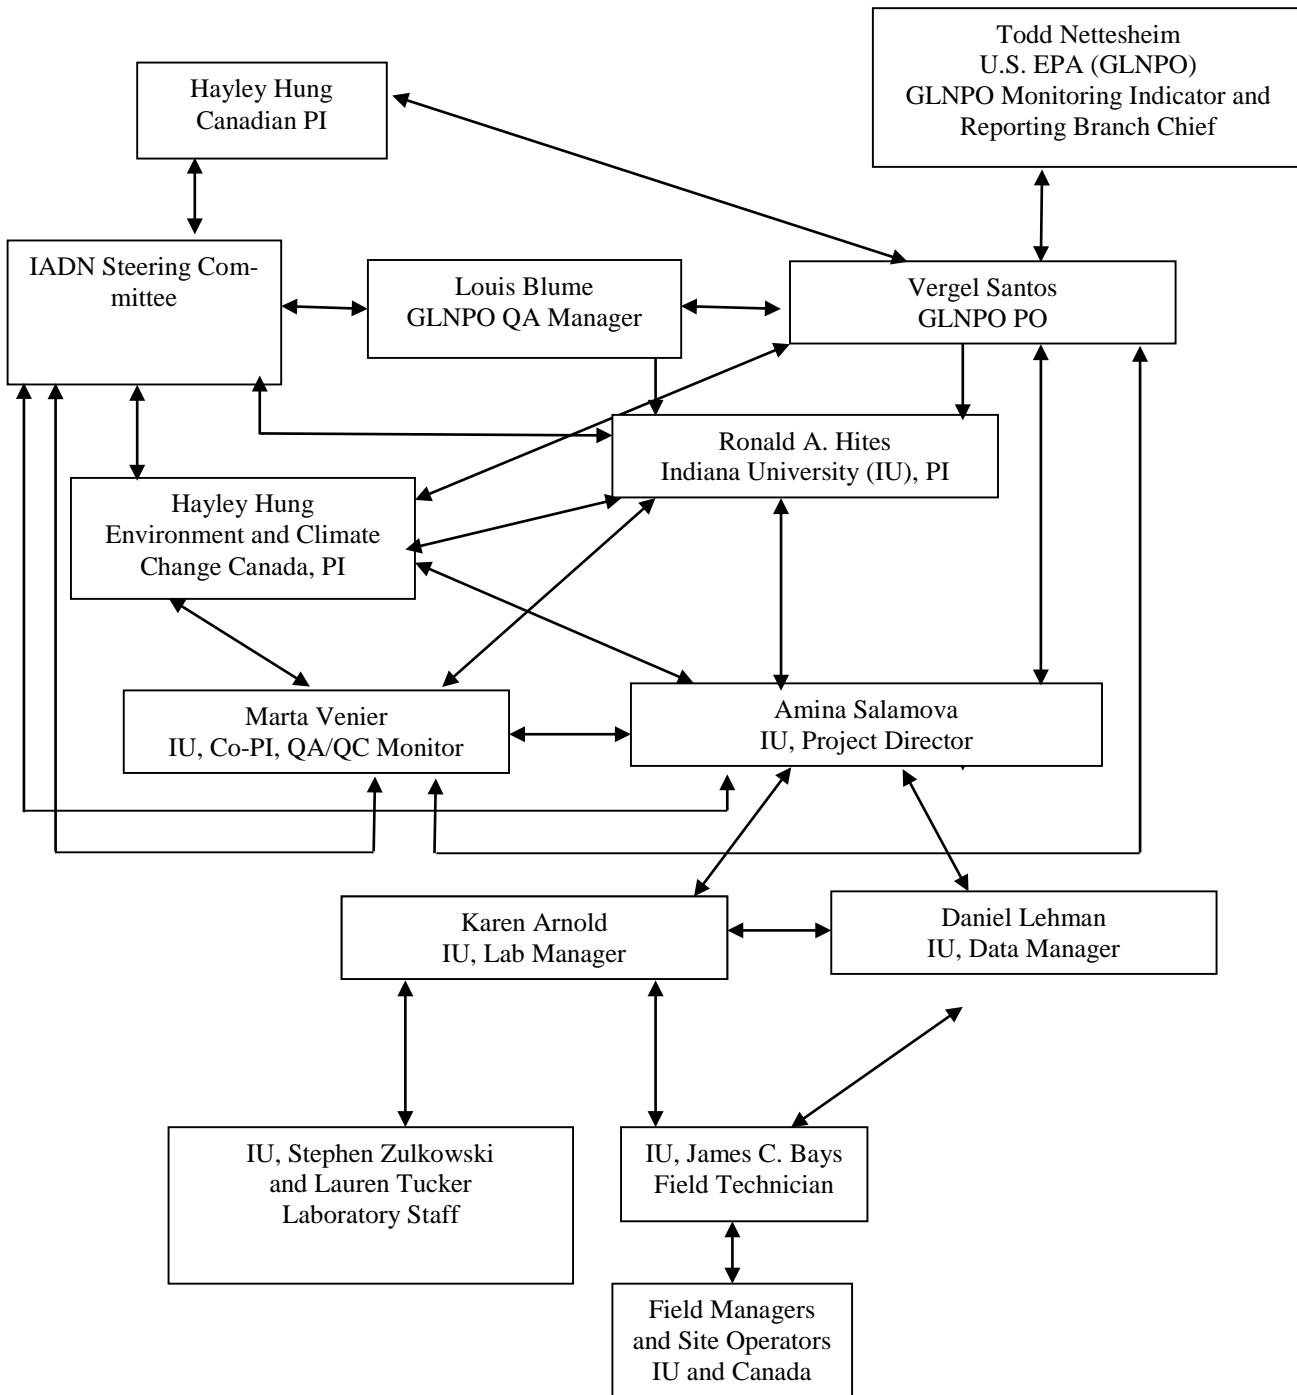 Todd Nettesheim
U.S. EPA (GLNPO)
GLNPO Monitoring Indicator and
Reporting Branch Chief
Hayley Hung
Canadian PI
IADN Steering Com-
mittee
Louis Blume
GLNPO QA Manager
Vergel Santos
GLNPO PO
Ronald A. Hites
Indiana University (IU), PI
Hayley Hung
Environment and Climate
Change Canada, PI
Marta Venier
IU, Co-PI, QA/QC Monitor
Amina Salamova
IU, Project Director
Karen Arnold
IU, Lab Manager
Daniel Lehman
IU, Data Manager
IU, Stephen Zulkowski
and Lauren Tucker
Laboratory Staff
IU, James C. Bays
Field Technician
Field Managers
and Site Operators
IU and Canada